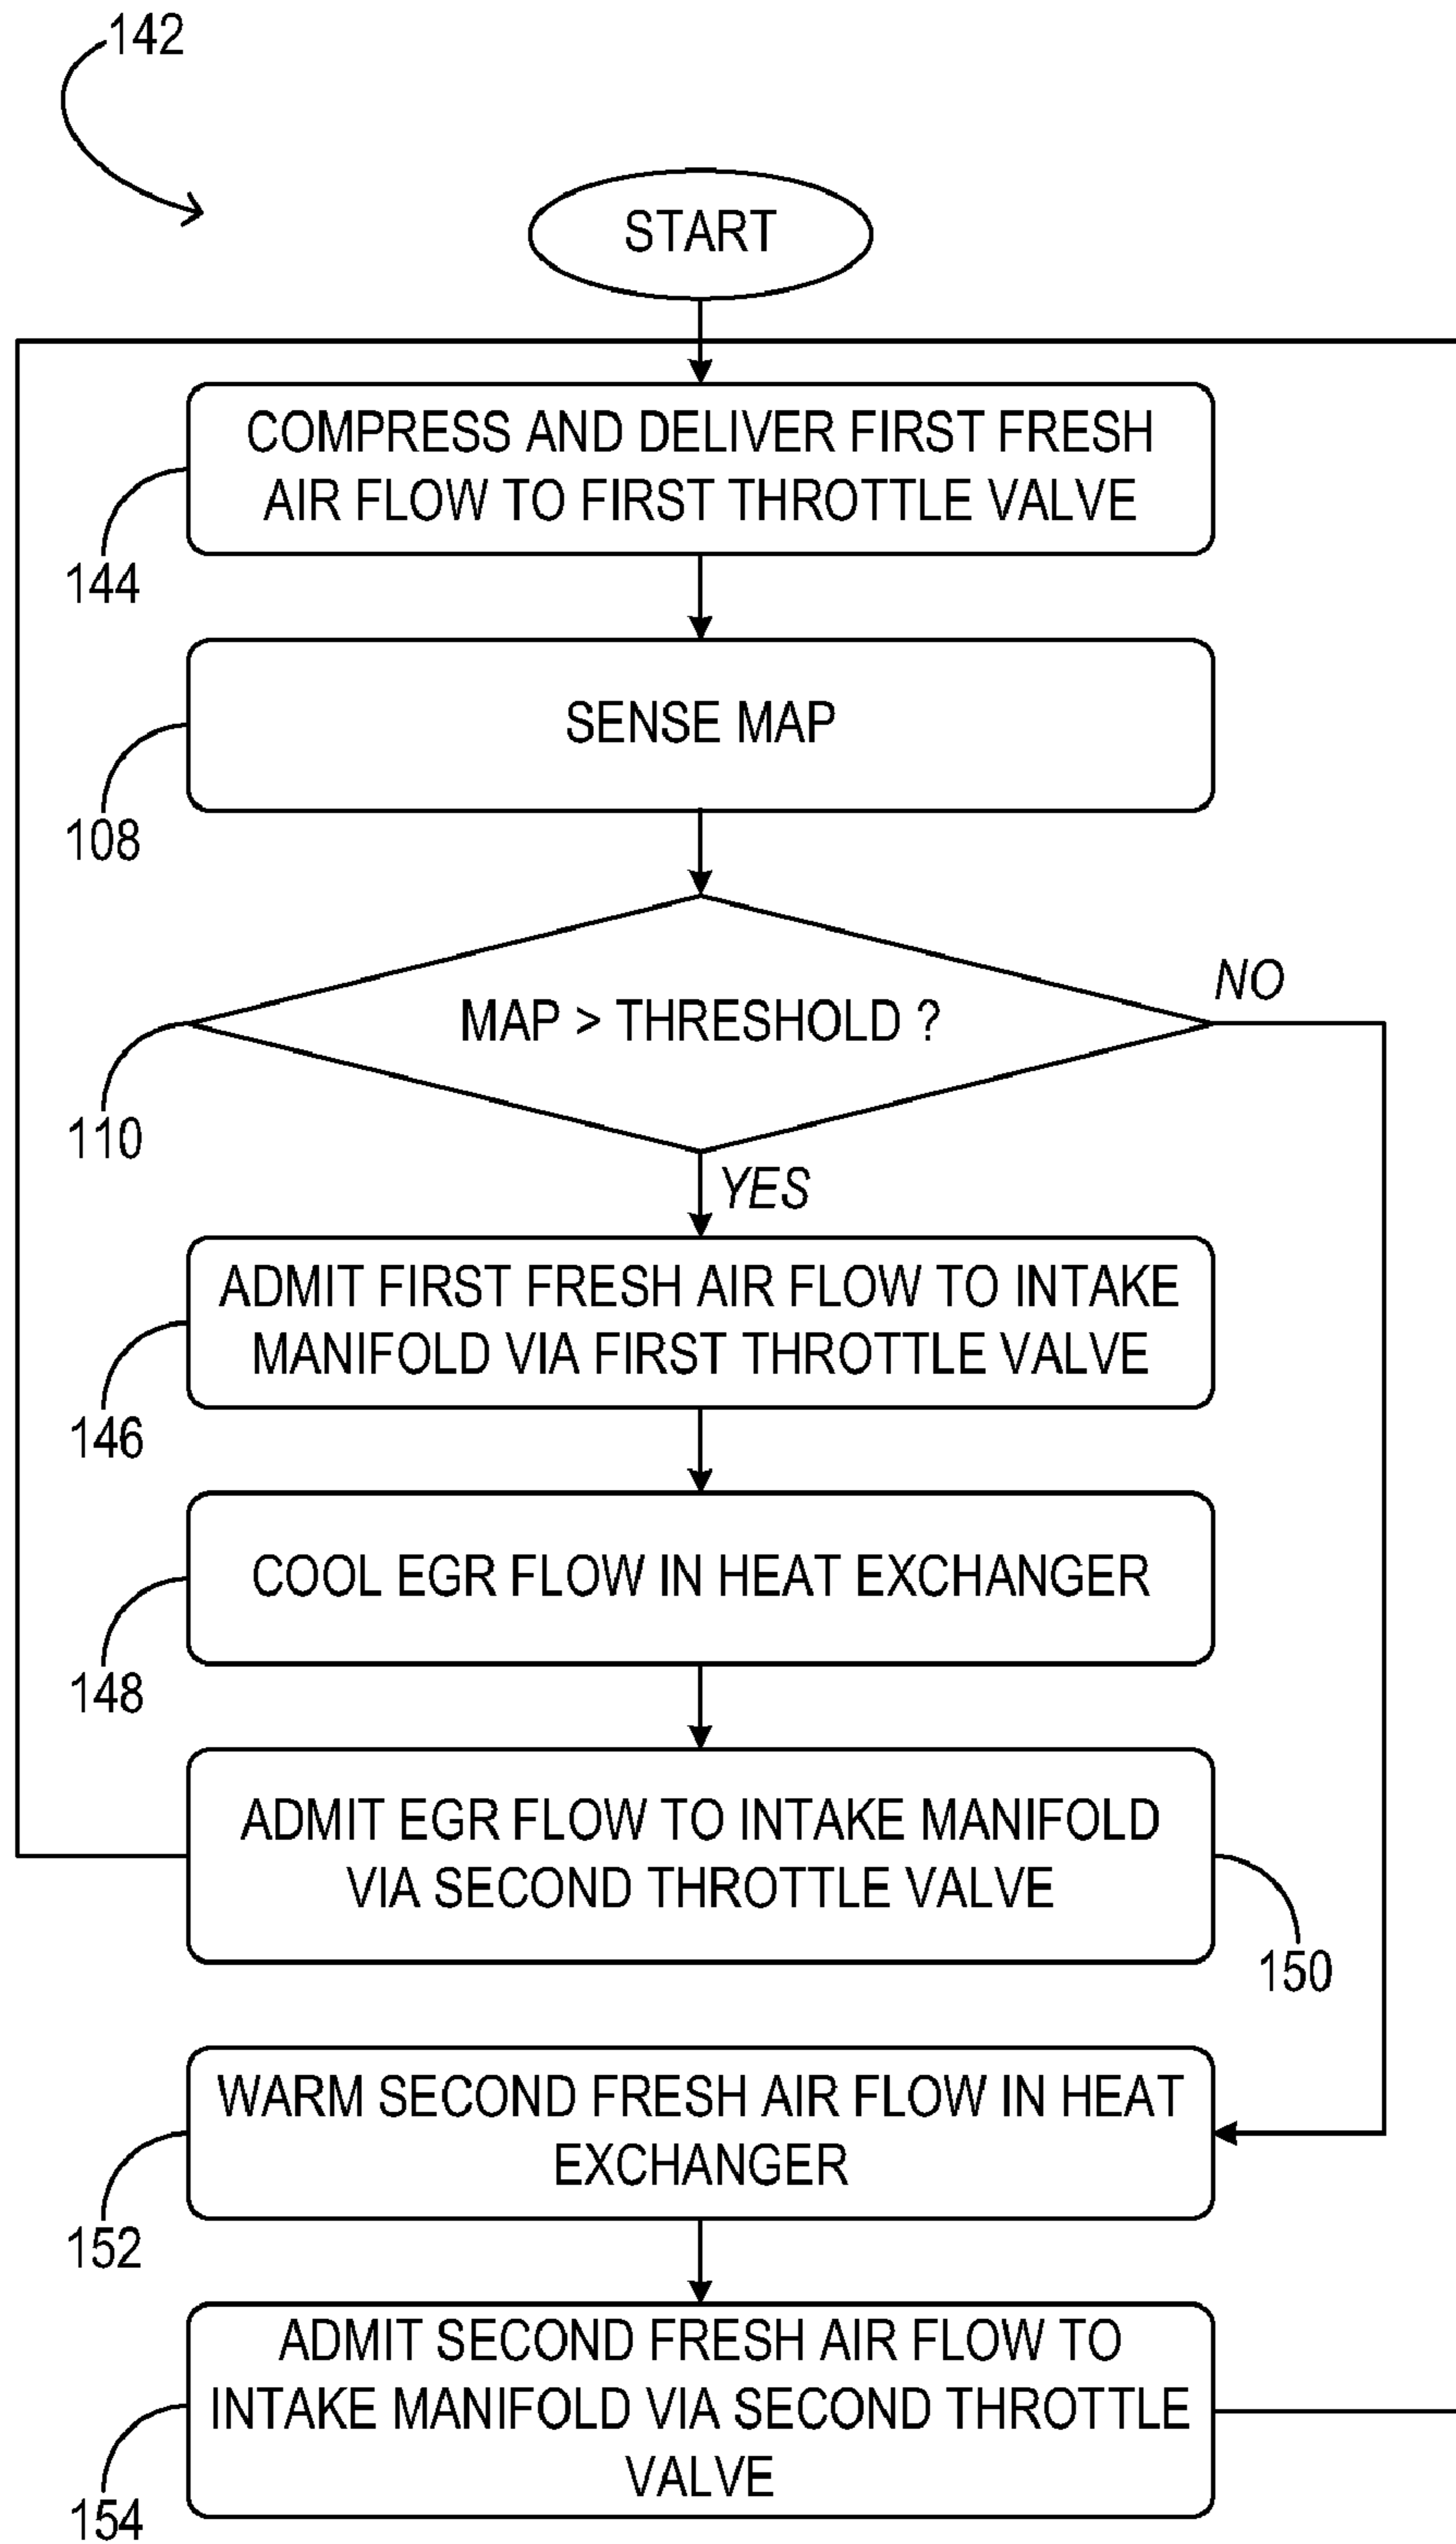 142
START
COMPRESS AND DELIVER FIRST FRESH
AIR FLOW TO FIRST THROTTLE VALVE
144
SENSE MAP
108
MAP > THRESHOLD ?
NO
110
YES
ADMIT FIRST FRESH AIR FLOW TO INTAKE
MANIFOLD VIA FIRST THROTTLE VALVE
146
COOL EGR FLOW IN HEAT EXCHANGER
148
ADMIT EGR FLOW TO INTAKE MANIFOLD
VIA SECOND THROTTLE VALVE
150
WARM SECOND FRESH AIR FLOW IN HEAT
EXCHANGER
152
ADMIT SECOND FRESH AIR FLOW TO
INTAKE MANIFOLD VIA SECOND THROTTLE
VALVE
154